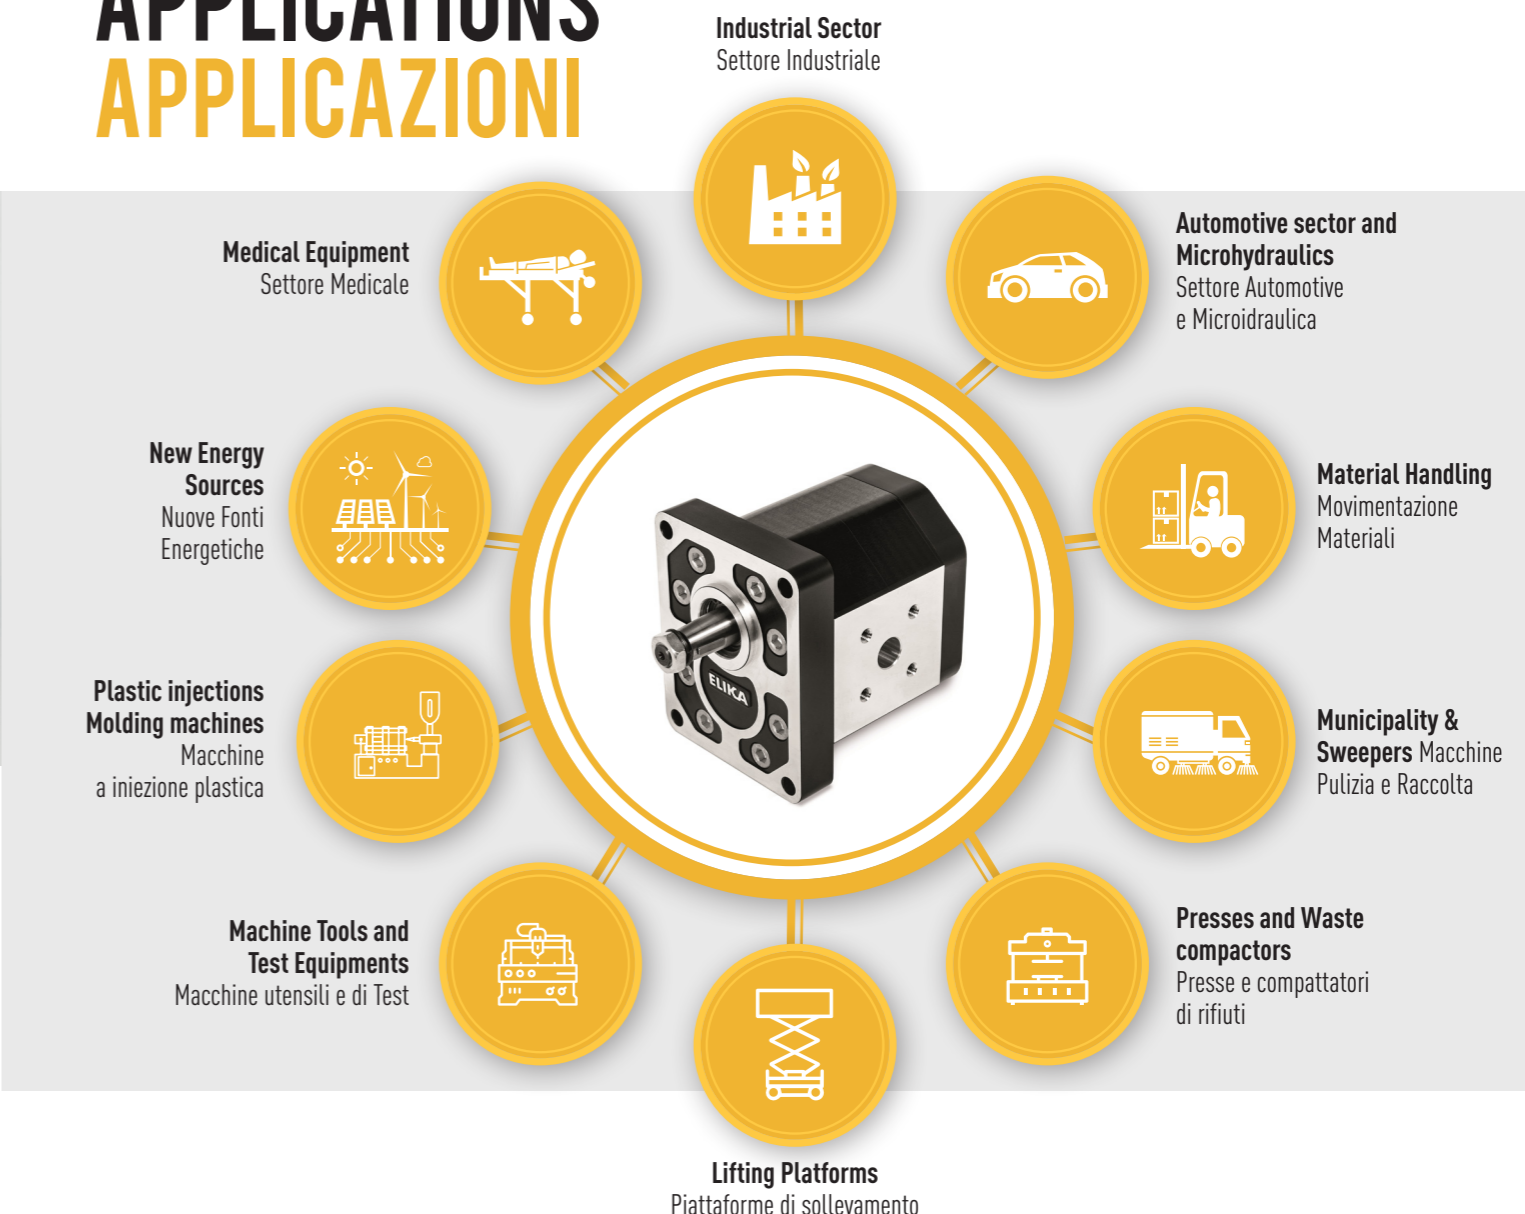 APPLICATIONS
APPLICAZIONI
Industrial Sector
Settore Industriale
Automotive sector and
Microhydraulics
Settore Automotive
e Microidraulica
Material Handling
Movimentazione
Materiali
Municipality &
Sweepers Macchine
Pulizia e Raccolta
Presses and Waste
compactors
Presse e compattatori
di rifiuti
Lifting Platforms
Piattaforme di sollevamento
Machine Tools and
Test Equipments
Macchine utensili e di Test
Plastic injections
Molding machines
Macchine
a iniezione plastica
New Energy
Sources
Nuove Fonti
Energetiche
Medical Equipment
Settore Medicale
ELIKA